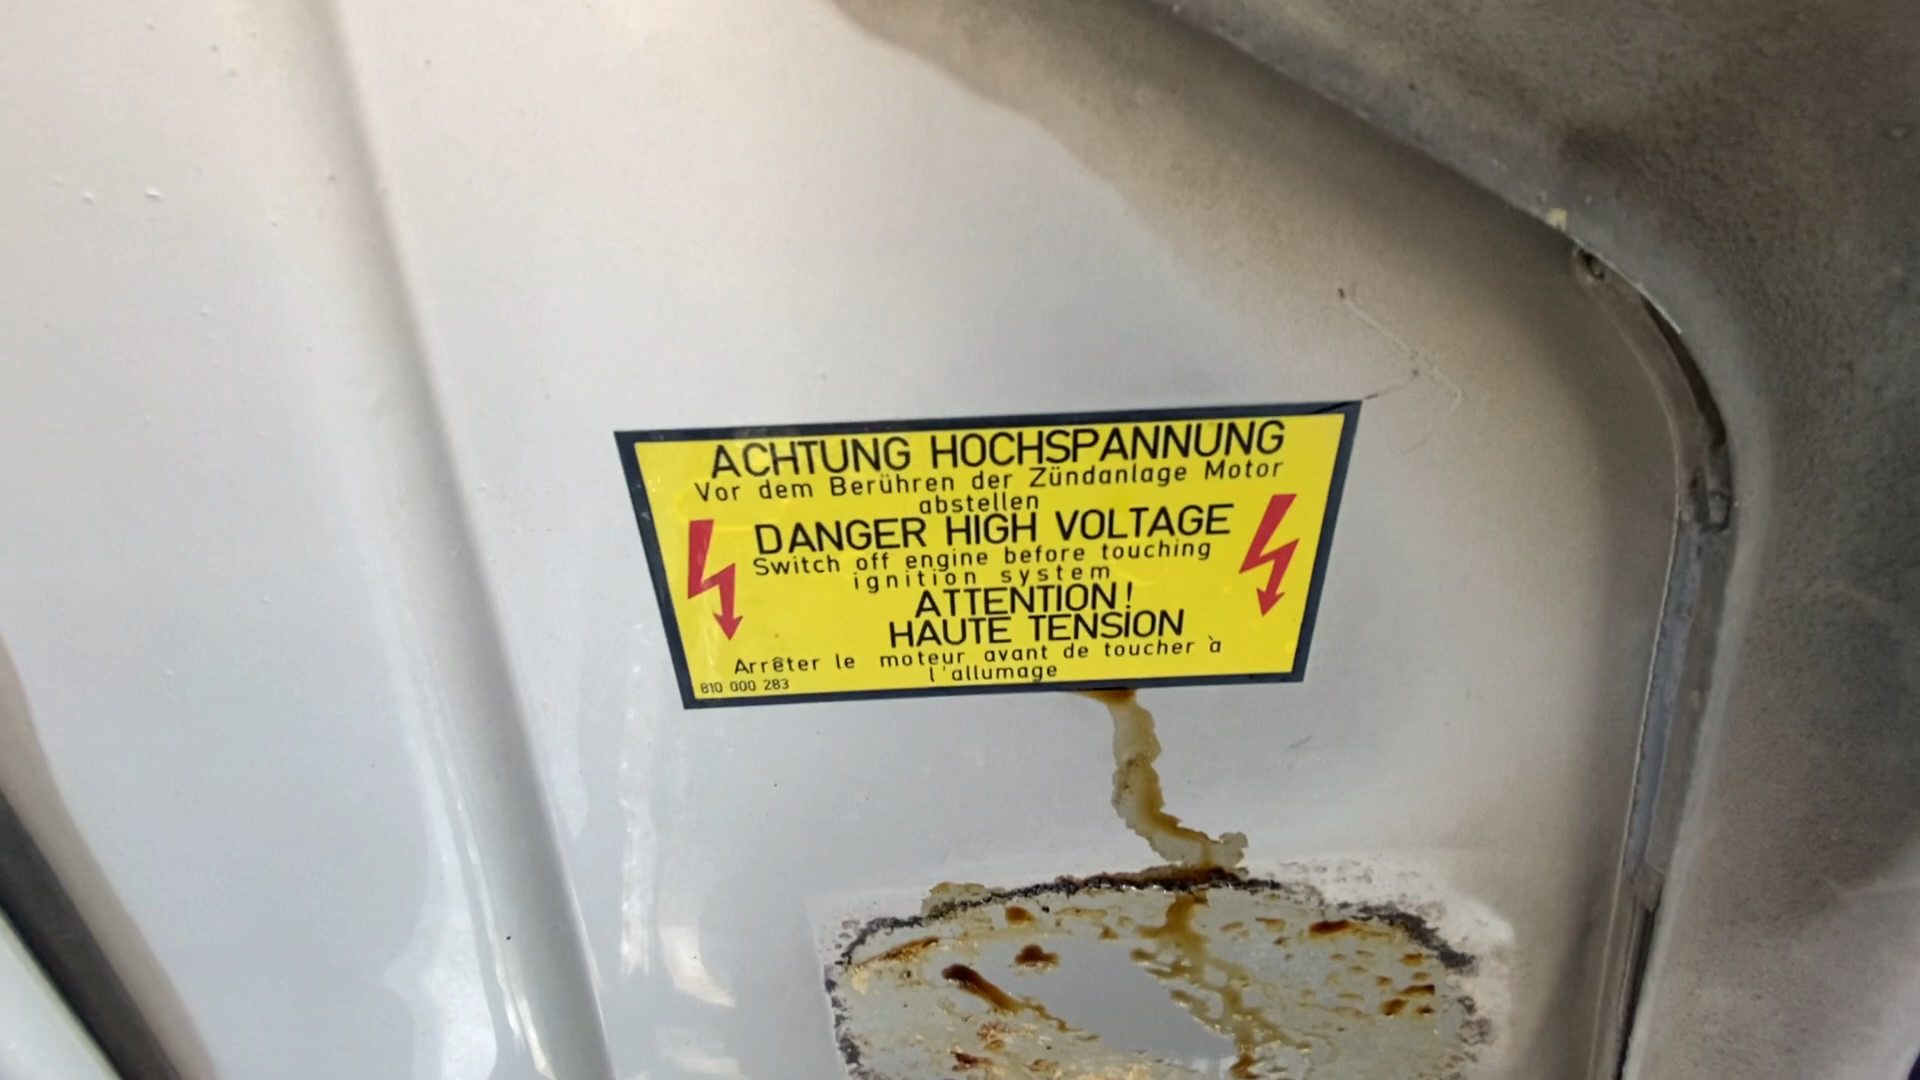 ACHTUNG HOCHSPANNUNG
Vor dem Berühren der Zündanlage Motor
abstellen
DANGER HIGH VOLTAGE
Switch off engine before touching
ignition system
ATTENTION!
HAUTE TENSION
Arrêter le moteur avant de toucher à
l'allumage
810 000 283